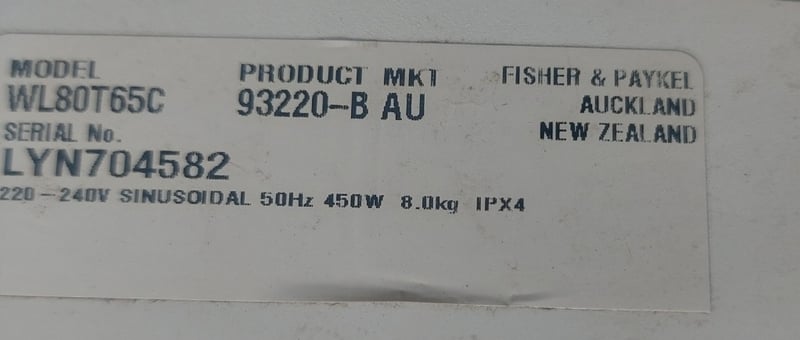 MODEL PRODUCT MKT FISHER & PAYKEL
WL80T65C 93220-B AU AUCKLAND
SERIAL No. NEW ZEALAND
LYN704582
220-240V SINUSOIDAL 50Hz 450W 8.0kg IPX4